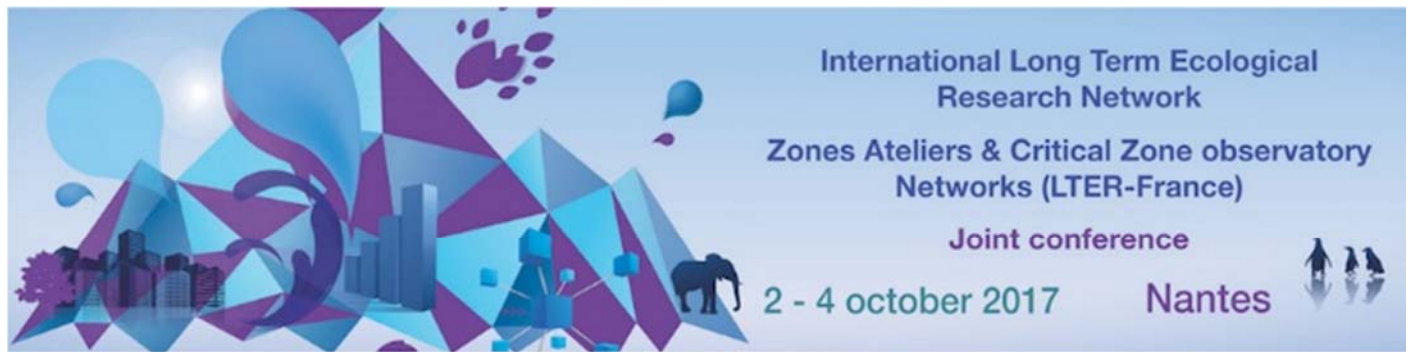 International Long Term Ecological
Research Network
Zones Ateliers & Critical Zone observatory
Networks (LTER-France)
Joint conference
2 - 4 october 2017 Nantes